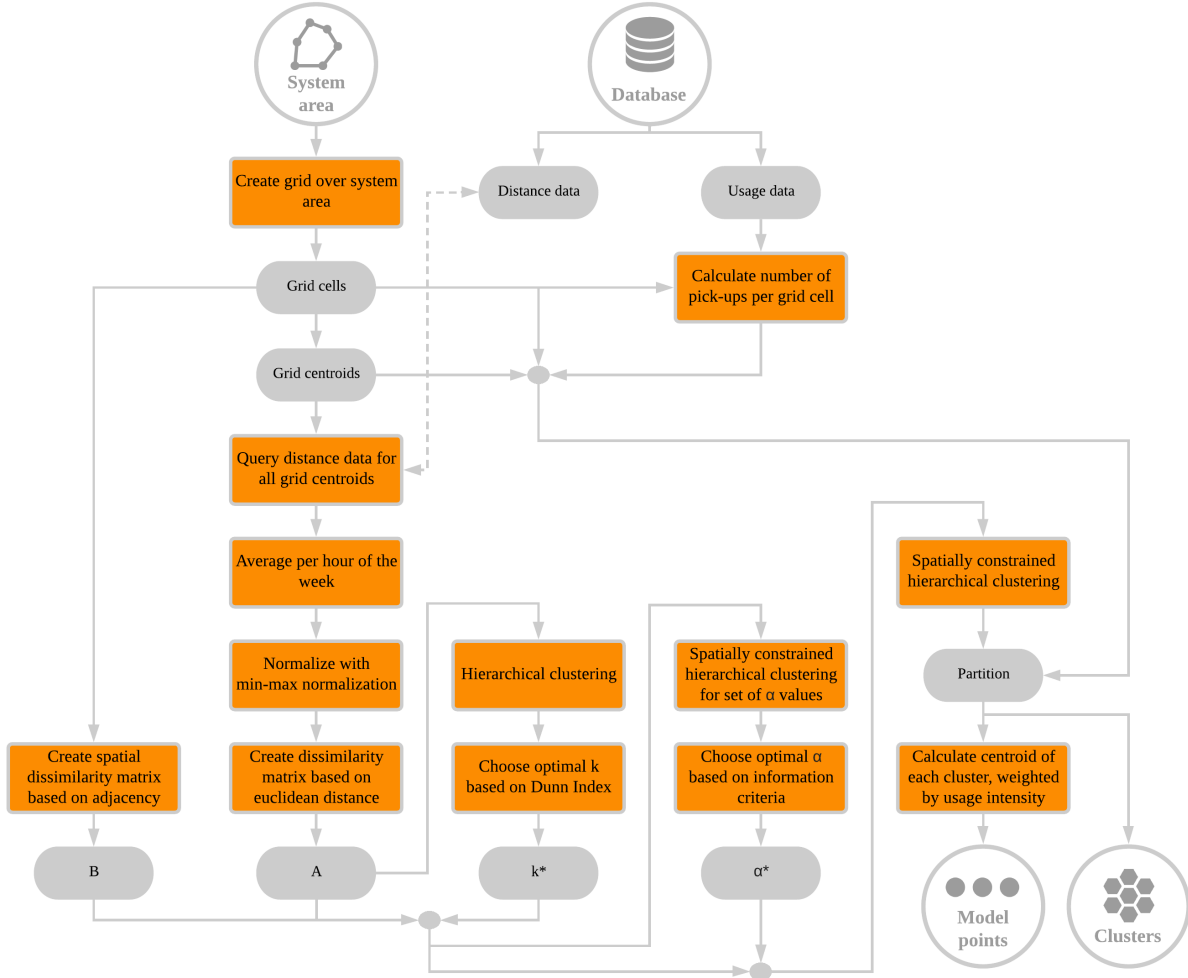 System
area
Database
Create grid over system
area
Distance data
Usage data
Grid cells
Calculate number of
pick-ups per grid cell
Grid centroids
Query distance data for
all grid centroids
Average per hour of the
week
Spatially constrained
hierarchical clustering
Normalize with
min-max normalization
Hierarchical clustering
Spatially constrained
hierarchical clustering
for set of α values
Partition
Create spatial
dissimilarity matrix
based on adjacency
Create dissimilarity
matrix based on
euclidean distance
Choose optimal k
based on Dunn Index
Choose optimal α
based on information
criteria
Calculate centroid of
each cluster, weighted
by usage intensity
B
A
k*
α*
Model
points
Clusters